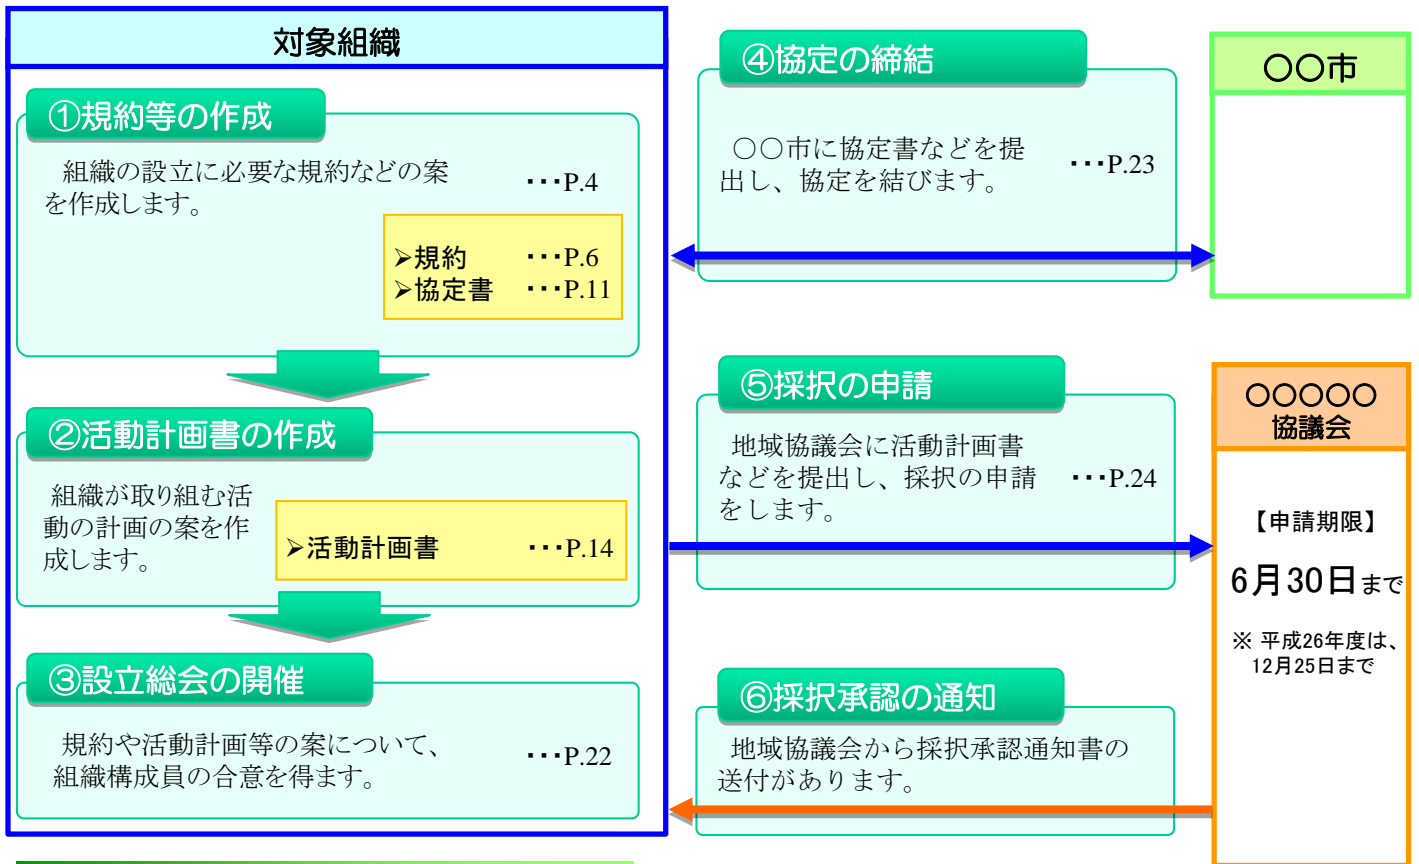 対象組織
①規約等の作成
組織の設立に必要な規約などの案
を作成します。
・・・P.4
➢規約 ・・・P.6
➢協定書 ・・・P.11
②活動計画書の作成
組織が取り組む活
動の計画の案を作
成します。
➢活動計画書 ・・・P.14
③設立総会の開催
規約や活動計画等の案について、
組織構成員の合意を得ます。
・・・P.22
④協定の締結
〇〇市に協定書などを提
出し、協定を結びます。
・・・P.23
〇〇市
⑤採択の申請
地域協議会に活動計画書
などを提出し、採択の申請
をします。
・・・P.24
〇〇〇〇〇
協議会
【申請期限】
6月30日まで
※ 平成26年度は、
12月25日まで
⑥採択承認の通知
地域協議会から採択承認通知書の
送付があります。